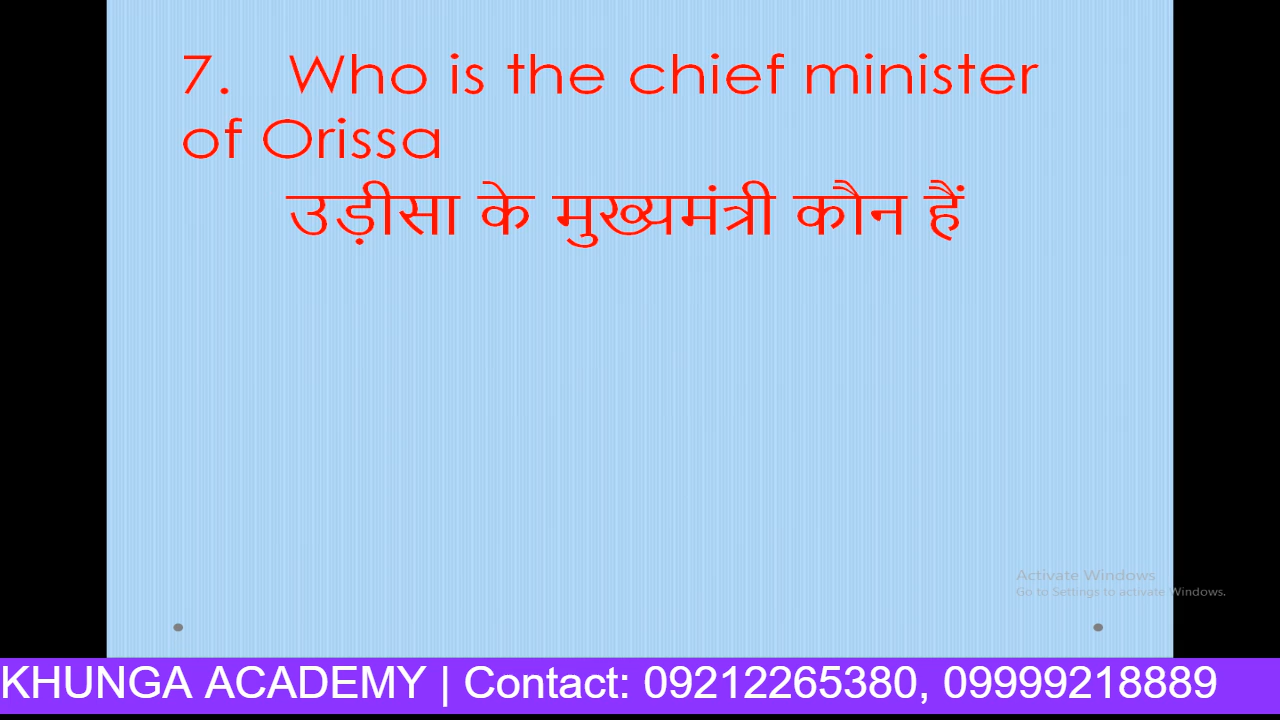 7. Who is the chief minister
of Orissa
उड़ीसा के मुख्यमंत्री कौन हैं
Activate Windows
Go to Settings to activate Windows.
KHUNGA ACADEMY | Contact: 09212265380, 09999218889